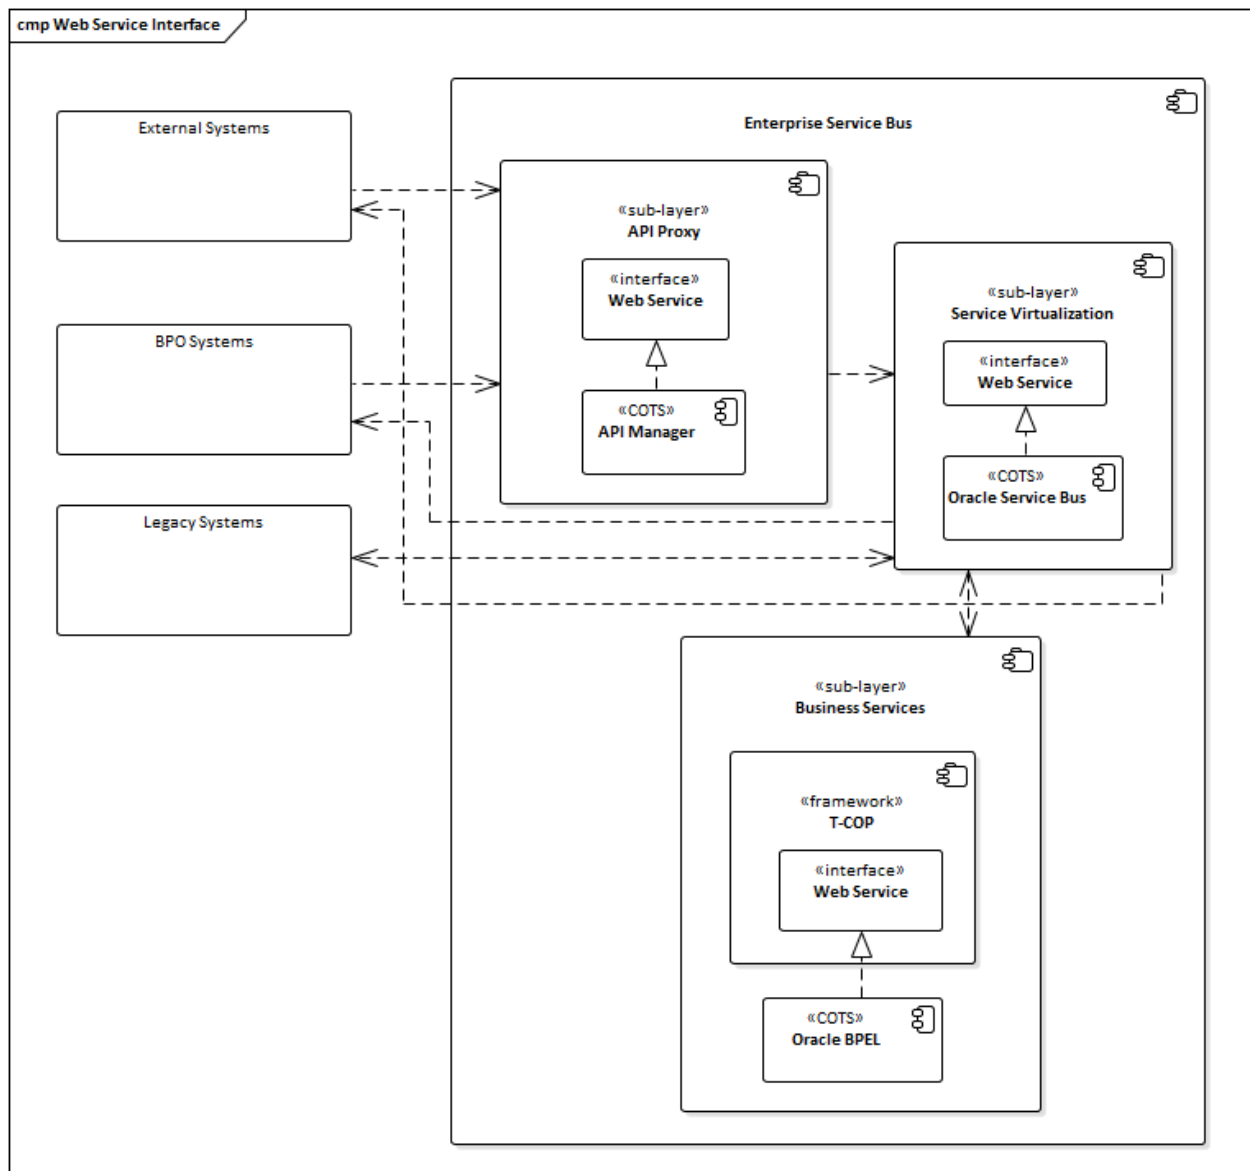 cmp Web Service Interface
External Systems
BPO Systems
Legacy Systems
Enterprise Service Bus
«sub-layer»
API Proxy
«interface»
Web Service
«COTS»
API Manager
«sub-layer»
Service Virtualization
«interface»
Web Service
«COTS»
Oracle Service Bus
«sub-layer»
Business Services
«framework»
T-COP
«interface»
Web Service
«COTS»
Oracle BPEL